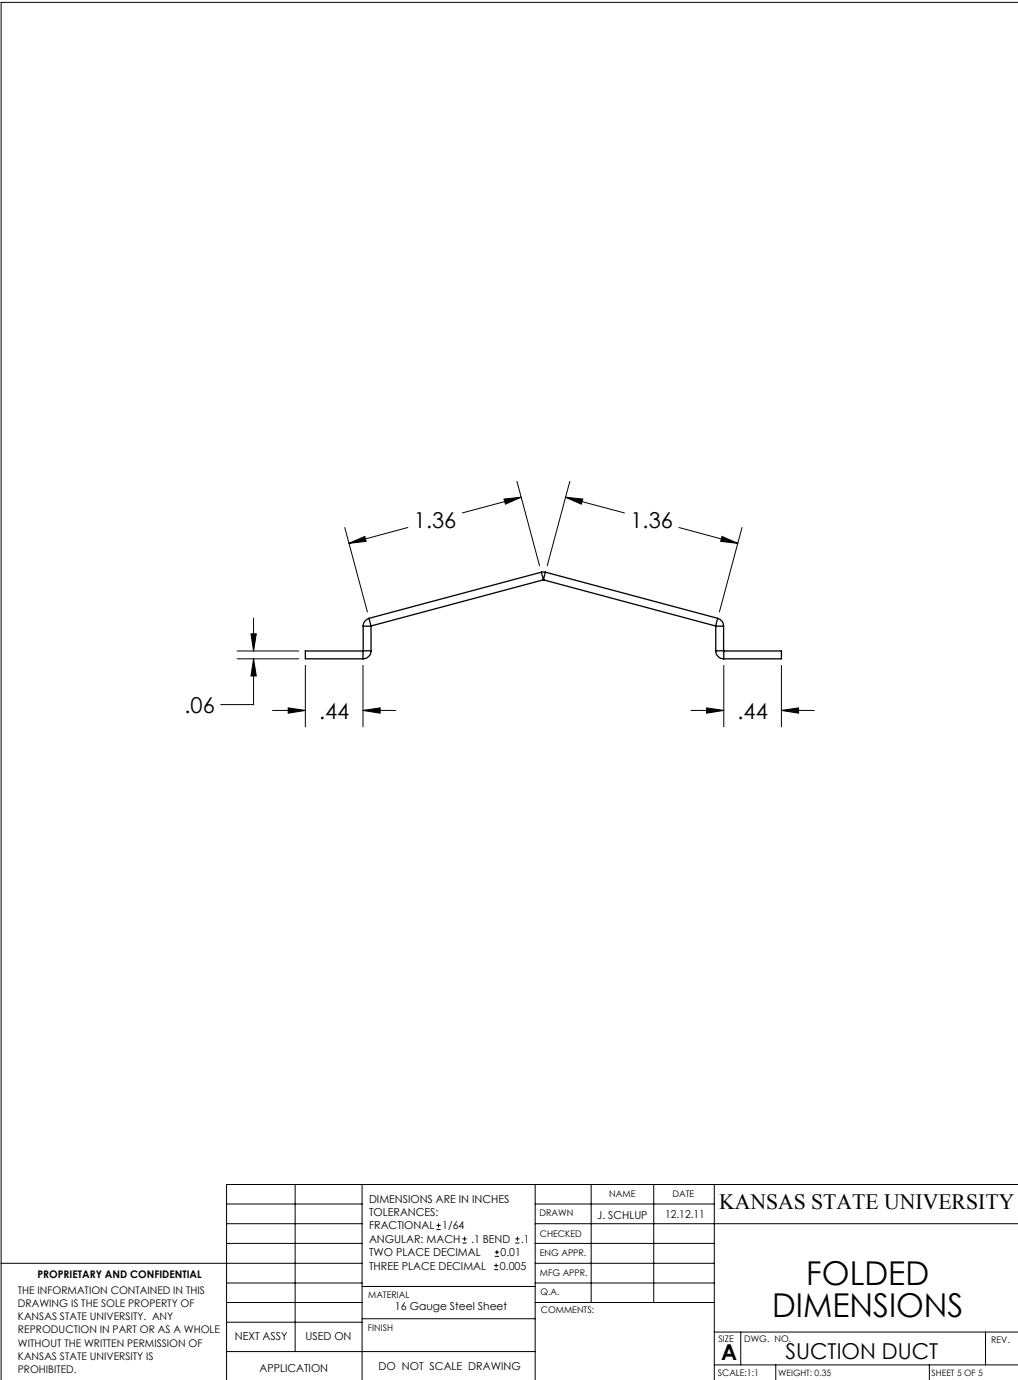 1.36
1.36
.06
.44
.44
PROPRIETARY AND CONFIDENTIAL
THE INFORMATION CONTAINED IN THIS
DRAWING IS THE SOLE PROPERTY OF
KANSAS STATE UNIVERSITY. ANY
REPRODUCTION IN PART OR AS A WHOLE
WITHOUT THE WRITTEN PERMISSION OF
KANSAS STATE UNIVERSITY IS
PROHIBITED.
NEXT ASSY
USED ON
APPLICATION
DIMENSIONS ARE IN INCHES
TOLERANCES:
FRACTIONAL ±1/64
ANGULAR: MACH± .1 BEND ±.1
TWO PLACE DECIMAL ±0.01
THREE PLACE DECIMAL ±0.005
MATERIAL
16 Gauge Steel Sheet
FINISH
DO NOT SCALE DRAWING
NAME
DATE
DRAWN
J. SCHLUP
12.12.11
CHECKED
ENG APPR.
MFG APPR.
Q.A.
COMMENTS:
KANSAS STATE UNIVERSITY
FOLDED
DIMENSIONS
SIZE
A
DWG. NO.
SUCTION DUCT
REV.
SCALE:1:1
WEIGHT: 0.35
SHEET 5 OF 5